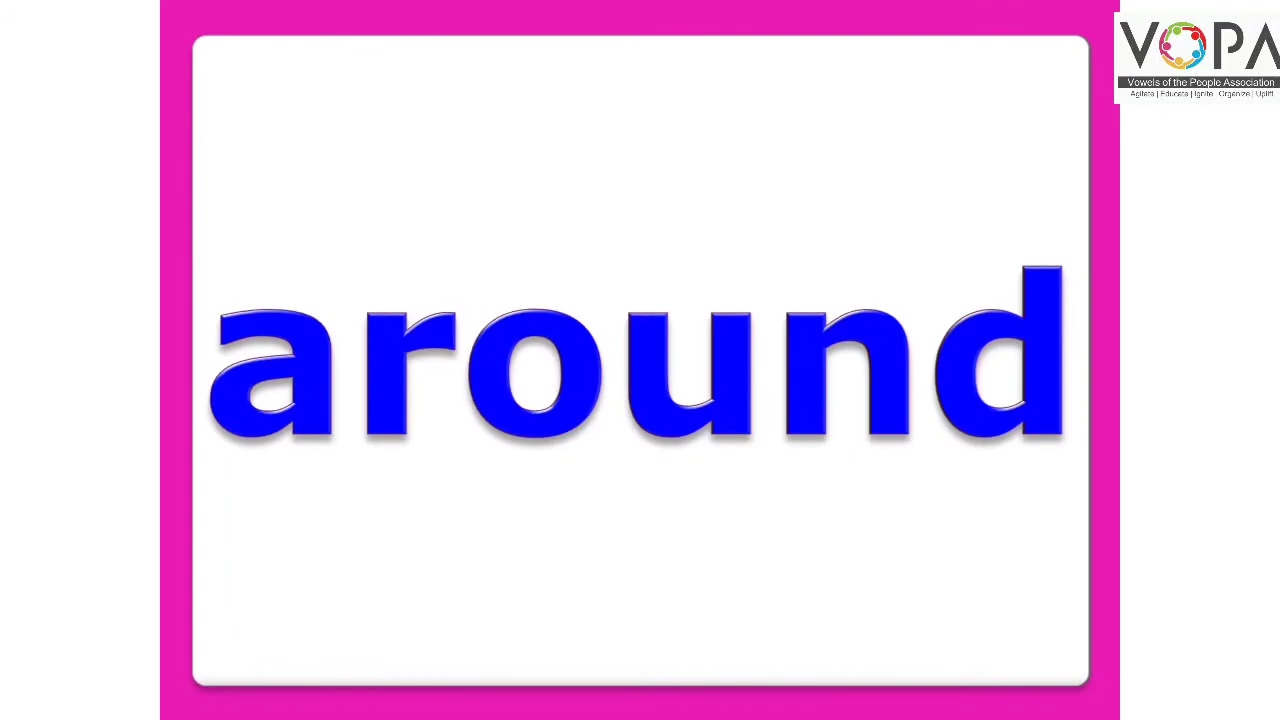 VOPA
Vowels of the People Association
Agitate | Educate | Ignite | Organize | Uplift
around